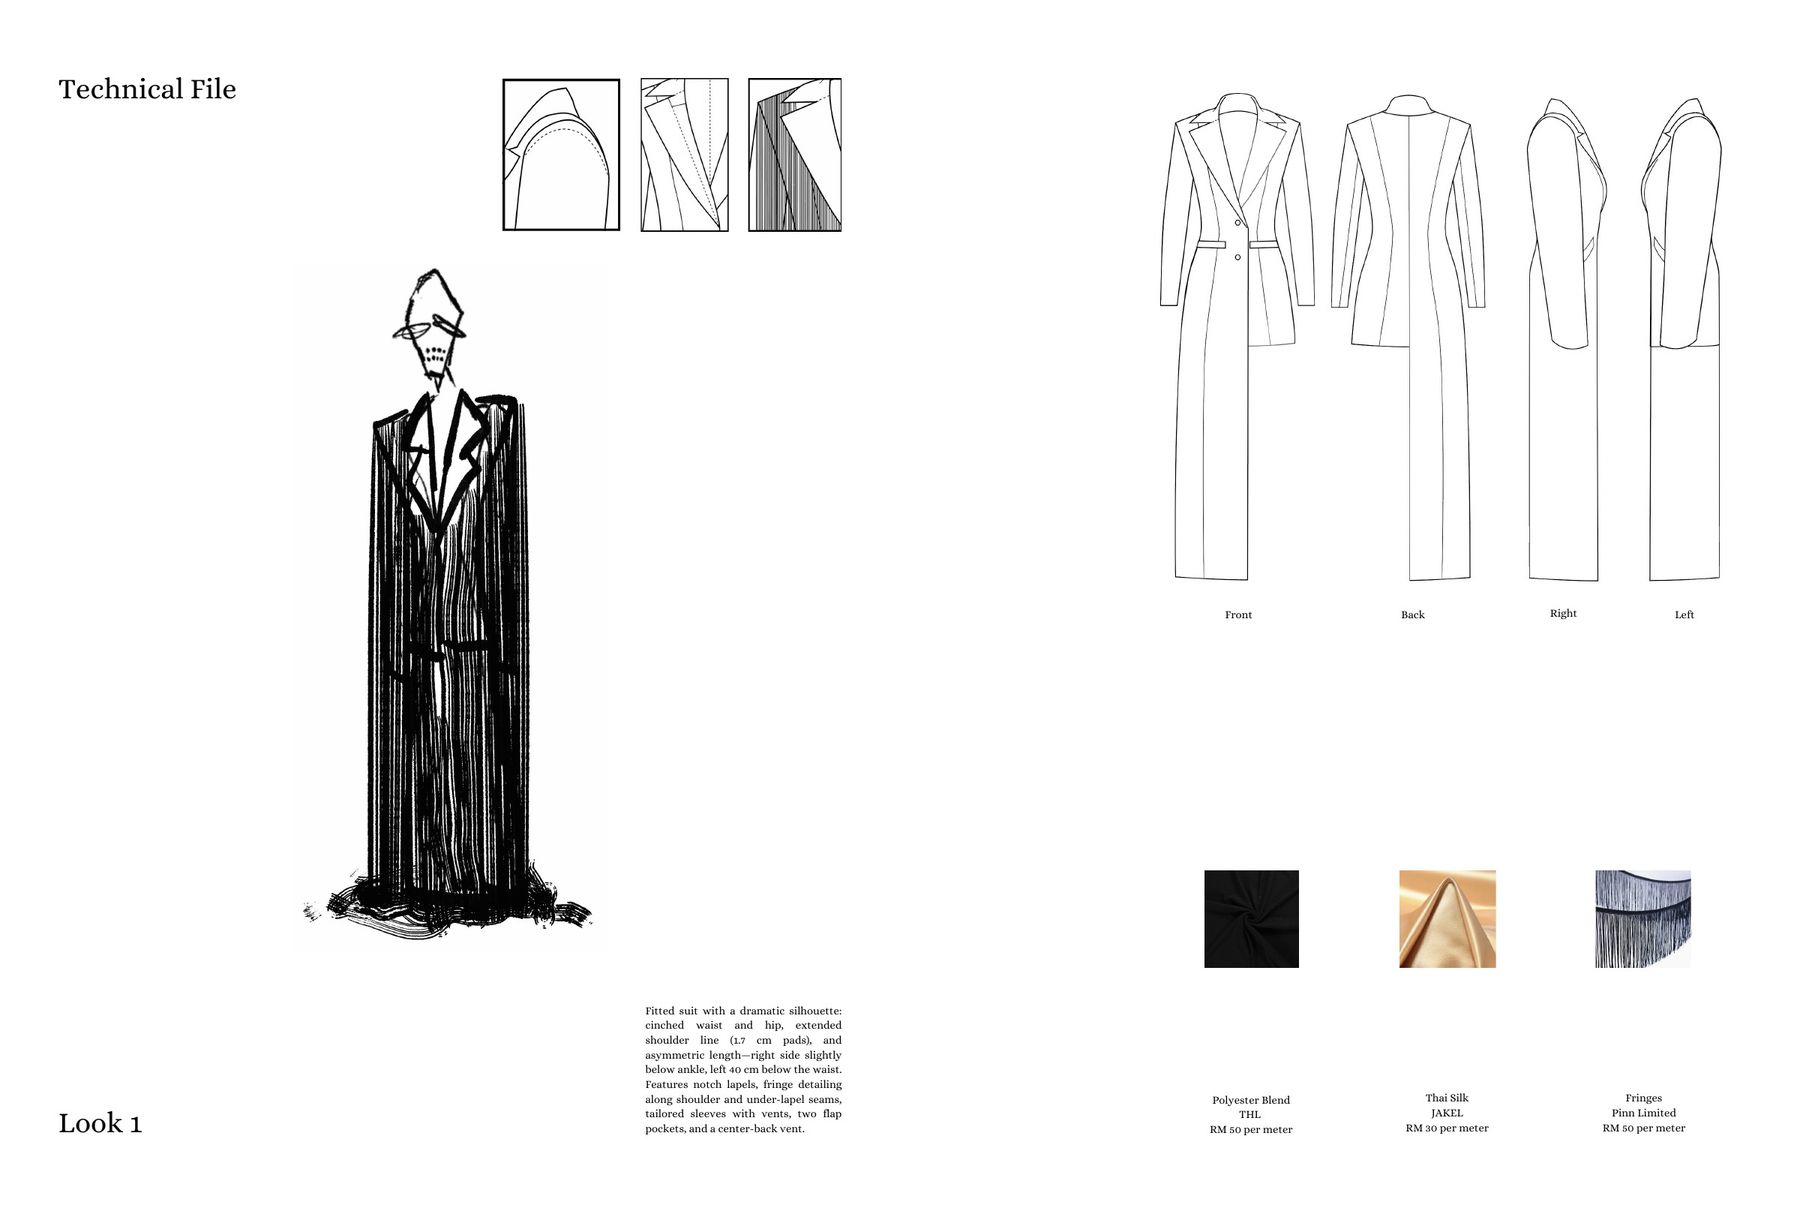 Technical File
Front
Back
Right
Left
Fitted suit with a dramatic silhouette:
cinched waist and hip, extended
shoulder line (1.7 cm pads), and
asymmetric length—right side slightly
below ankle, left 40 cm below the waist.
Features notch lapels, fringe detailing
along shoulder and under-lapel seams,
tailored sleeves with vents, two flap
pockets, and a center-back vent.
Look 1
Polyester Blend
THL
RM 50 per meter
Thai Silk
JAKEL
RM 30 per meter
Fringes
Pinn Limited
RM 50 per meter